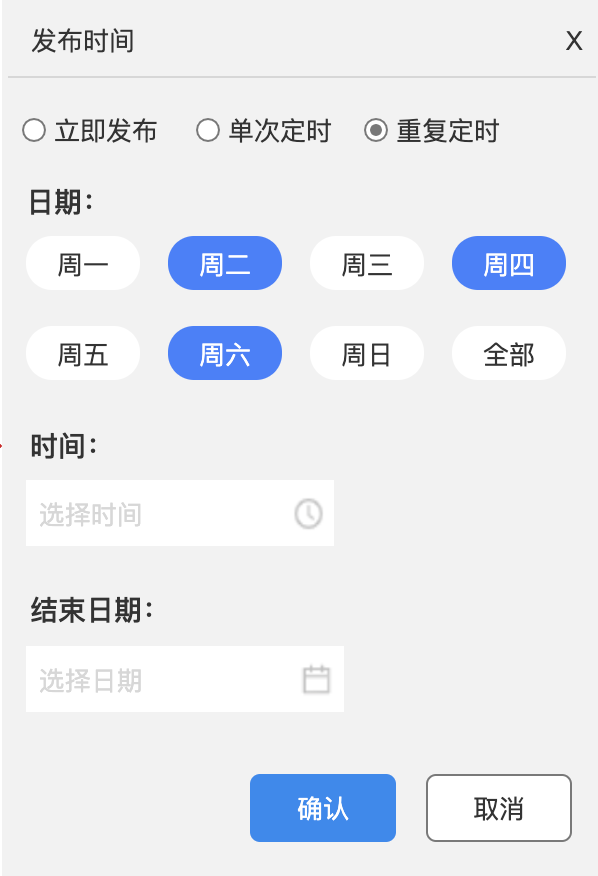 发布时间 X
立即发布 单次定时 重复定时
日期：
周一 周二 周三 周四
周五 周六 周日 全部
时间：
选择时间
结束日期：
选择日期
确认 取消